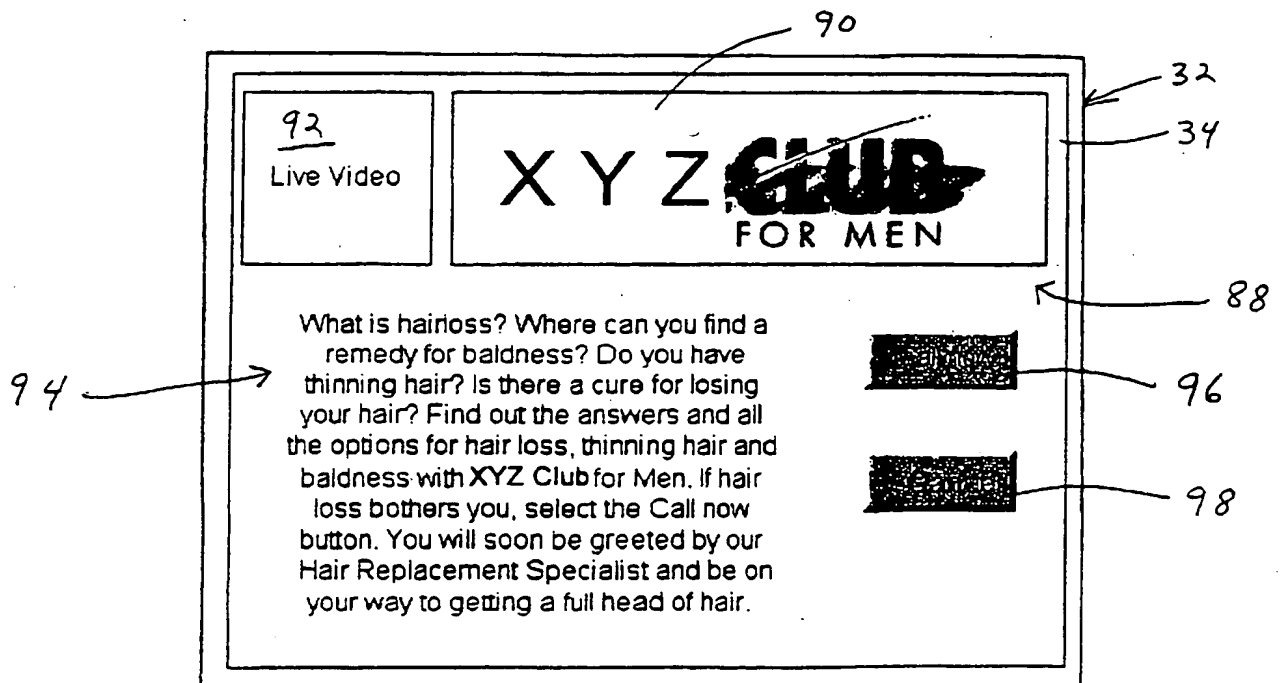 90
32
34
92
Live Video
X Y Z CLUB
FOR MEN
88
What is hairloss? Where can you find a
remedy for baldness? Do you have
thinning hair? Is there a cure for losing
your hair? Find out the answers and all
the options for hair loss, thinning hair and
baldness with XYZ Club for Men. If hair
loss bothers you, select the Call now
button. You will soon be greeted by our
Hair Replacement Specialist and be on
your way to getting a full head of hair.
94
96
98